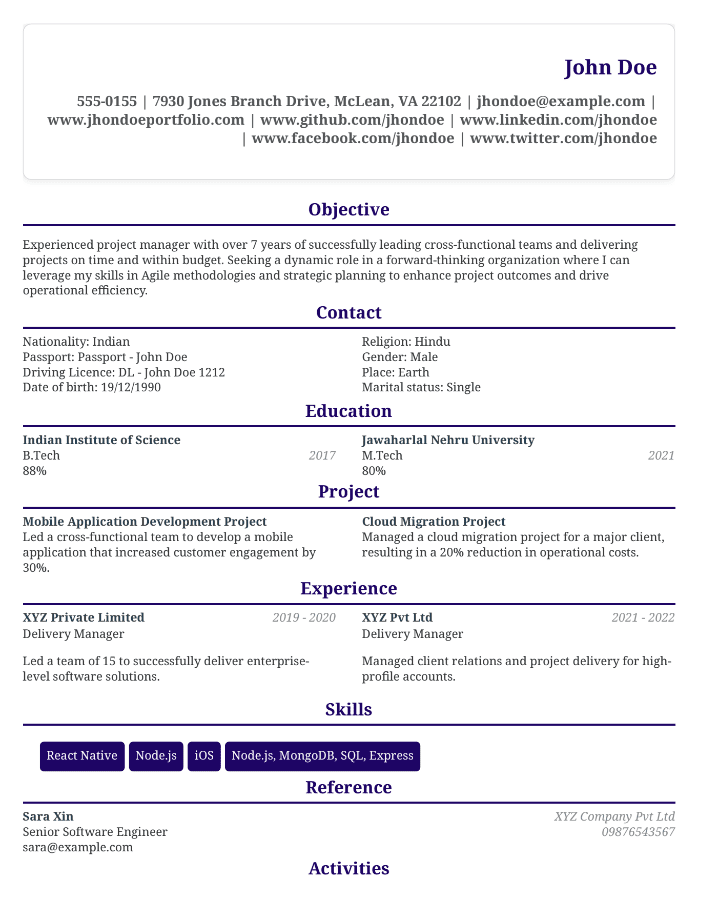 John Doe
555-0155 | 7930 Jones Branch Drive, McLean, VA 22102 | jhondoe@example.com |
www.jhondoeportfolio.com | www.github.com/jhondoe | www.linkedin.com/jhondoe
| www.facebook.com/jhondoe | www.twitter.com/jhondoe
Objective
Experienced project manager with over 7 years of successfully leading cross-functional teams and delivering
projects on time and within budget. Seeking a dynamic role in a forward-thinking organization where I can
leverage my skills in Agile methodologies and strategic planning to enhance project outcomes and drive
operational efficiency.
Contact
Nationality: Indian
Passport: Passport - John Doe
Driving Licence: DL - John Doe 1212
Date of birth: 19/12/1990
Religion: Hindu
Gender: Male
Place: Earth
Marital status: Single
Education
Indian Institute of Science
B.Tech 2017
88%
Jawaharlal Nehru University
M.Tech 2021
80%
Project
Mobile Application Development Project
Led a cross-functional team to develop a mobile
application that increased customer engagement by
30%.
Cloud Migration Project
Managed a cloud migration project for a major client,
resulting in a 20% reduction in operational costs.
Experience
XYZ Private Limited 2019 - 2020
Delivery Manager
Led a team of 15 to successfully deliver enterprise-
level software solutions.
XYZ Pvt Ltd 2021 - 2022
Delivery Manager
Managed client relations and project delivery for high-
profile accounts.
Skills
React Native Node.js iOS Node.js, MongoDB, SQL, Express
Reference
Sara Xin XYZ Company Pvt Ltd
Senior Software Engineer 09876543567
sara@example.com
Activities